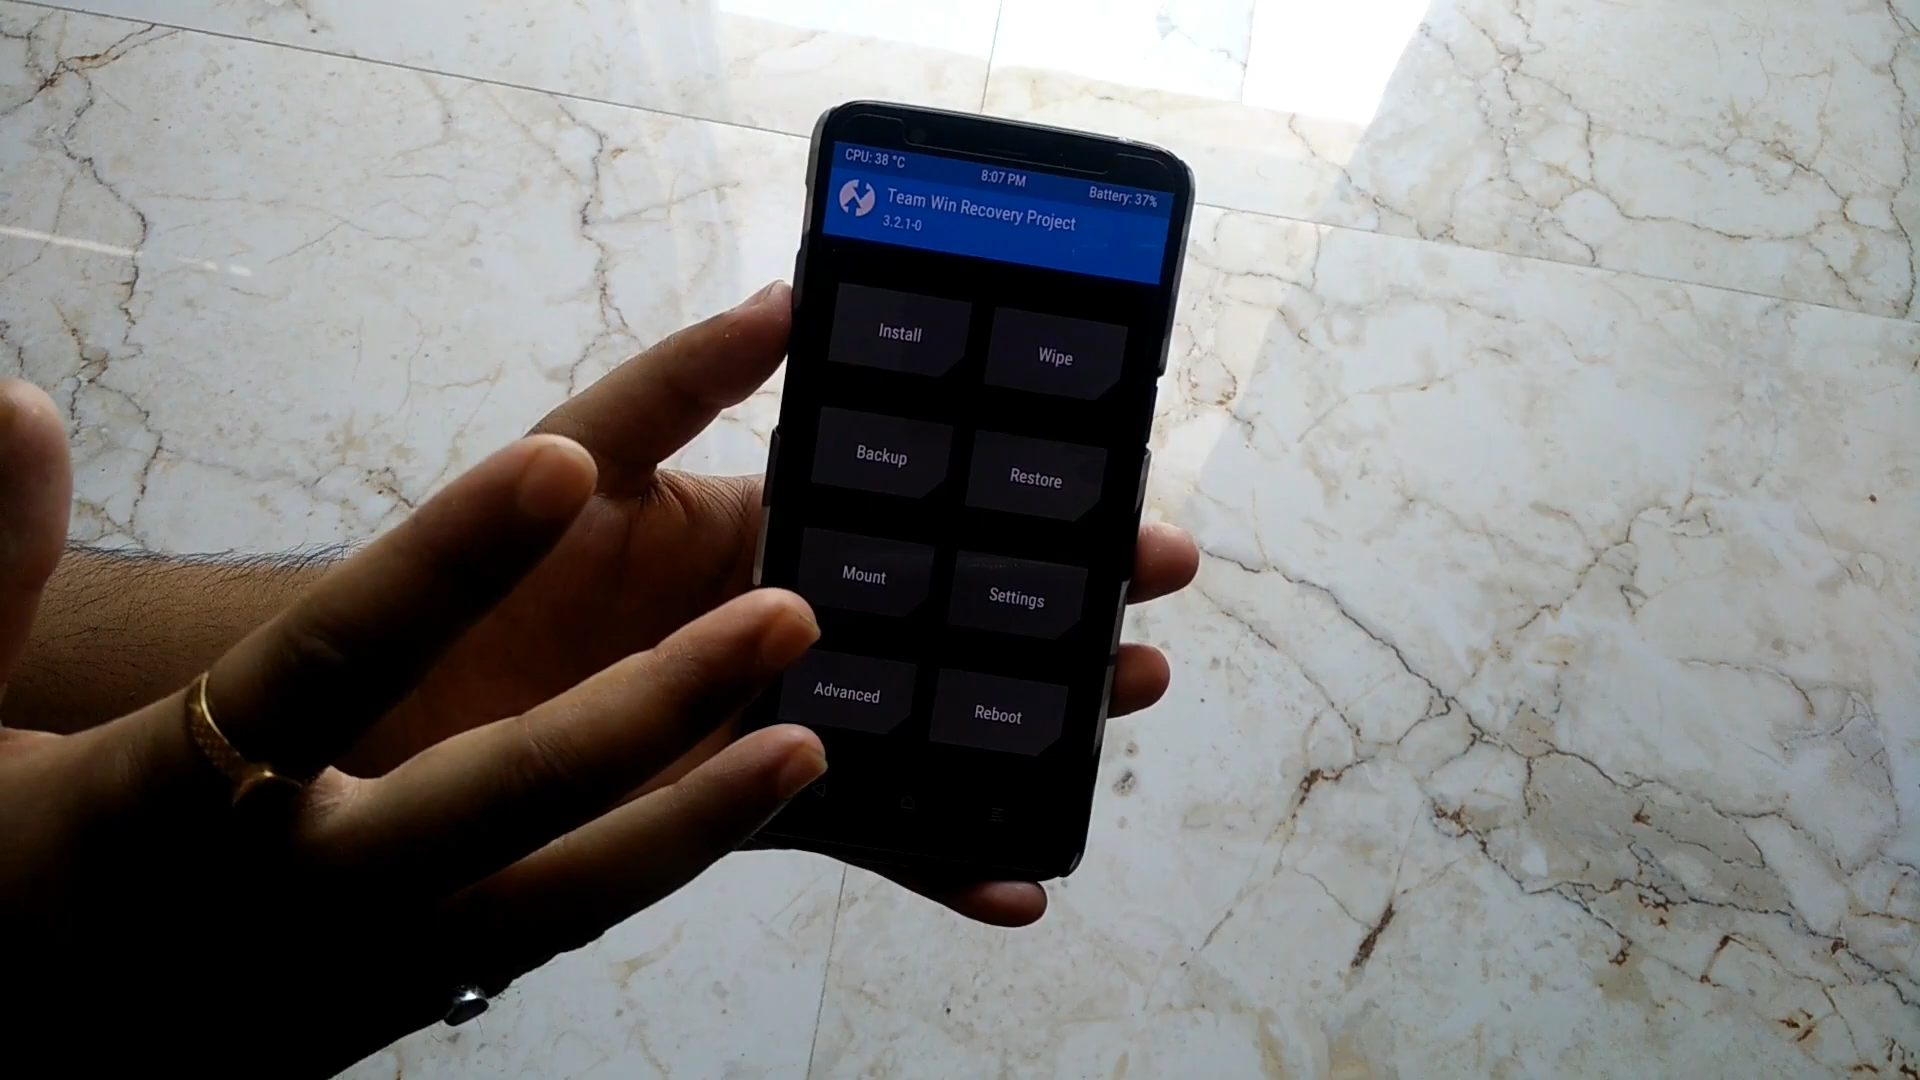 CPU: 38 °C
8:07 PM
Battery: 37%
Team Win Recovery Project
3.2.1-0
Install
Wipe
Backup
Restore
Mount
Settings
Advanced
Reboot